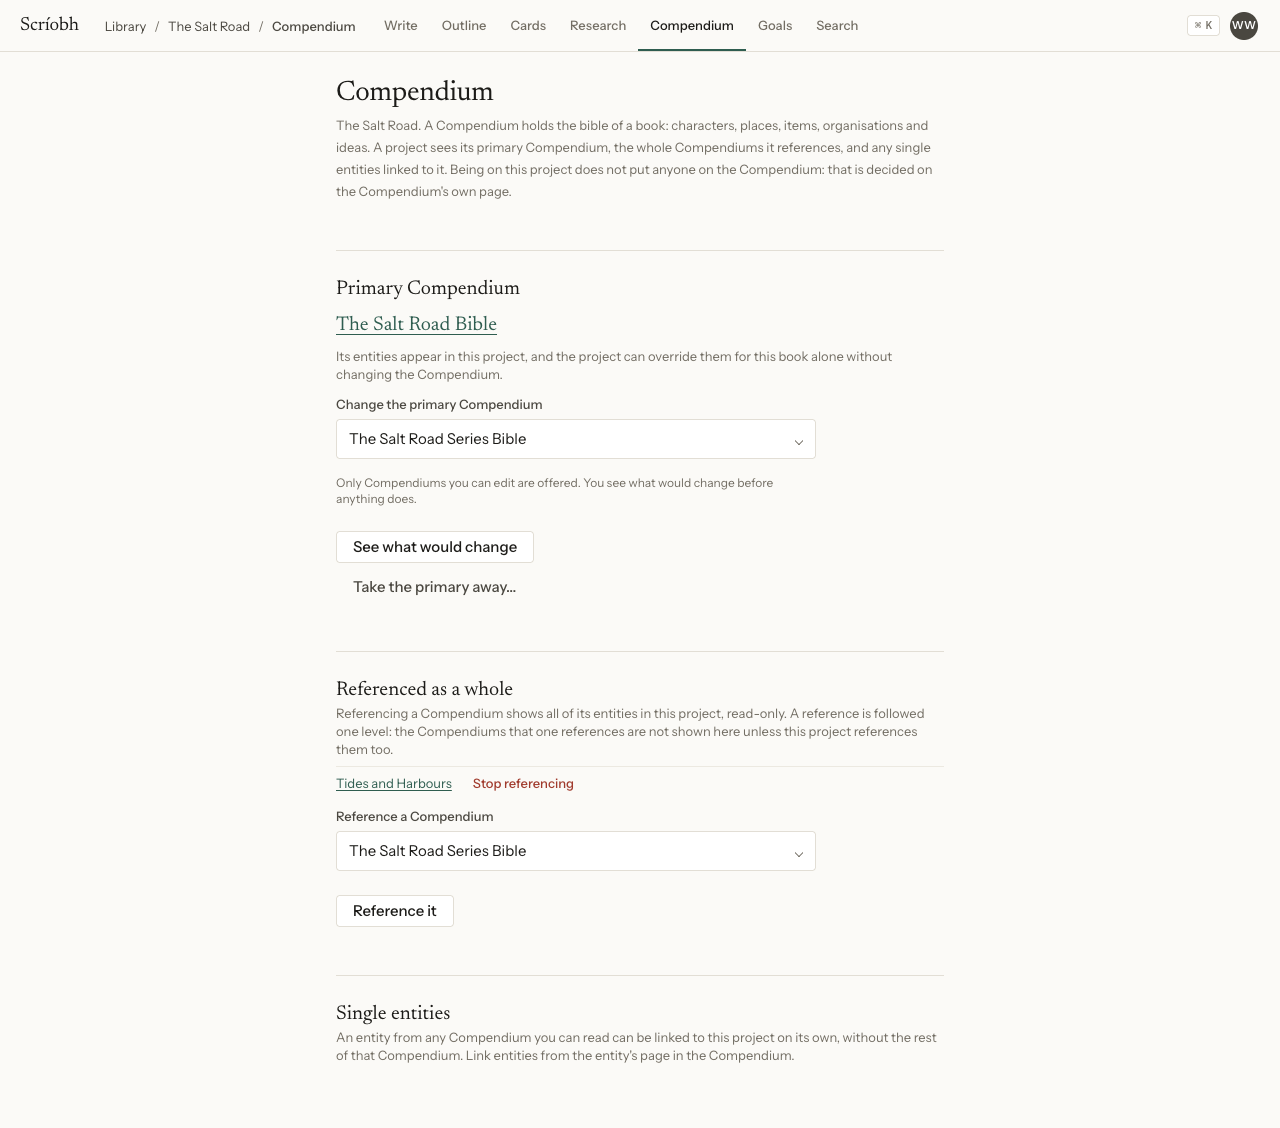 Scríobh
Library / The Salt Road / Compendium
Write
Outline
Cards
Research
Compendium
Goals
Search
⌘ K
WW
Compendium
The Salt Road. A Compendium holds the bible of a book: characters, places, items, organisations and
ideas. A project sees its primary Compendium, the whole Compendiums it references, and any single
entities linked to it. Being on this project does not put anyone on the Compendium: that is decided on
the Compendium's own page.
Primary Compendium
The Salt Road Bible
Its entities appear in this project, and the project can override them for this book alone without
changing the Compendium.
Change the primary Compendium
The Salt Road Series Bible
Only Compendiums you can edit are offered. You see what would change before
anything does.
See what would change
Take the primary away…
Referenced as a whole
Referencing a Compendium shows all of its entities in this project, read-only. A reference is followed
one level: the Compendiums that one references are not shown here unless this project references
them too.
Tides and Harbours
Stop referencing
Reference a Compendium
The Salt Road Series Bible
Reference it
Single entities
An entity from any Compendium you can read can be linked to this project on its own, without the rest
of that Compendium. Link entities from the entity's page in the Compendium.